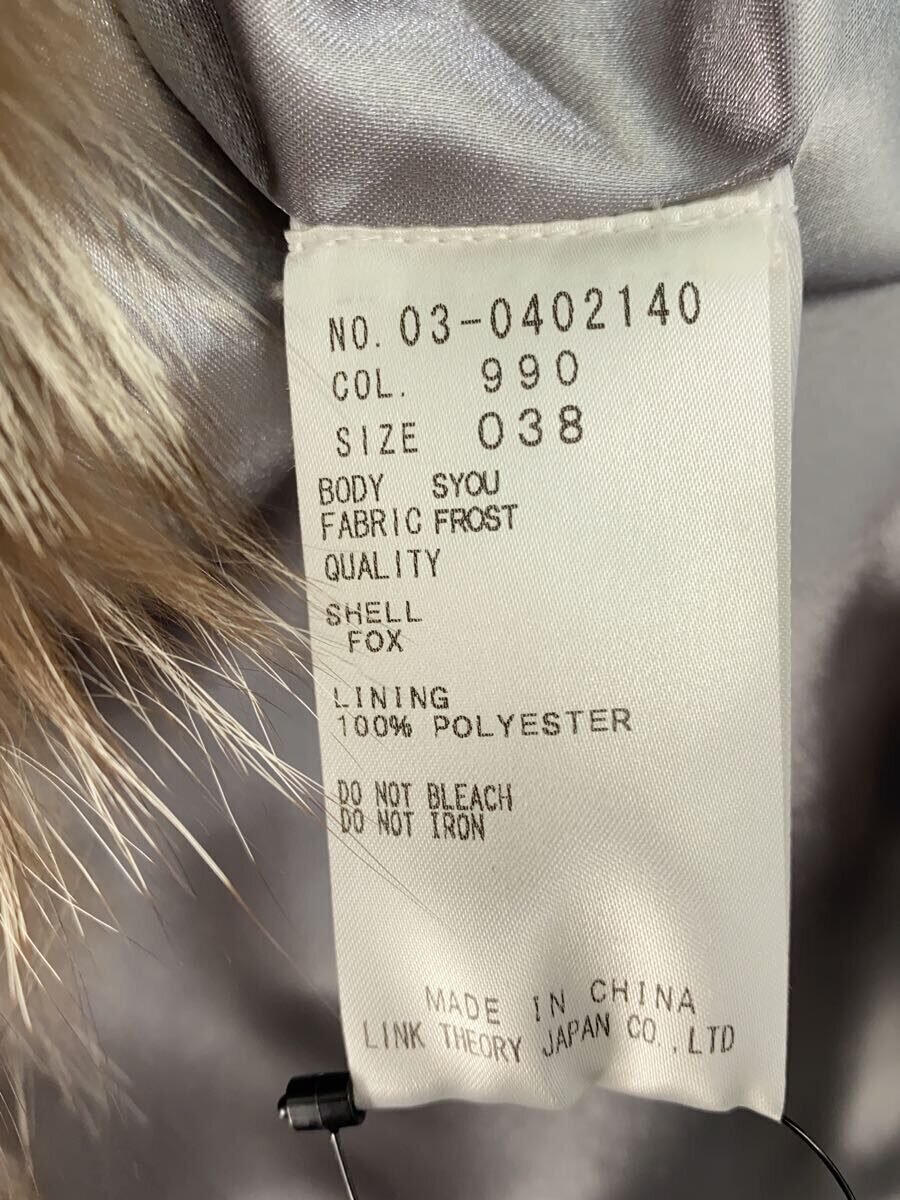 NO. 03-0402140
COL. 990
SIZE 038
BODY SYOU
FABRIC FROST
QUALITY
SHELL
FOX
LINING
100% POLYESTER
DO NOT BLEACH
DO NOT IRON
MADE IN CHINA
LINK THEORY JAPAN CO.,LTD